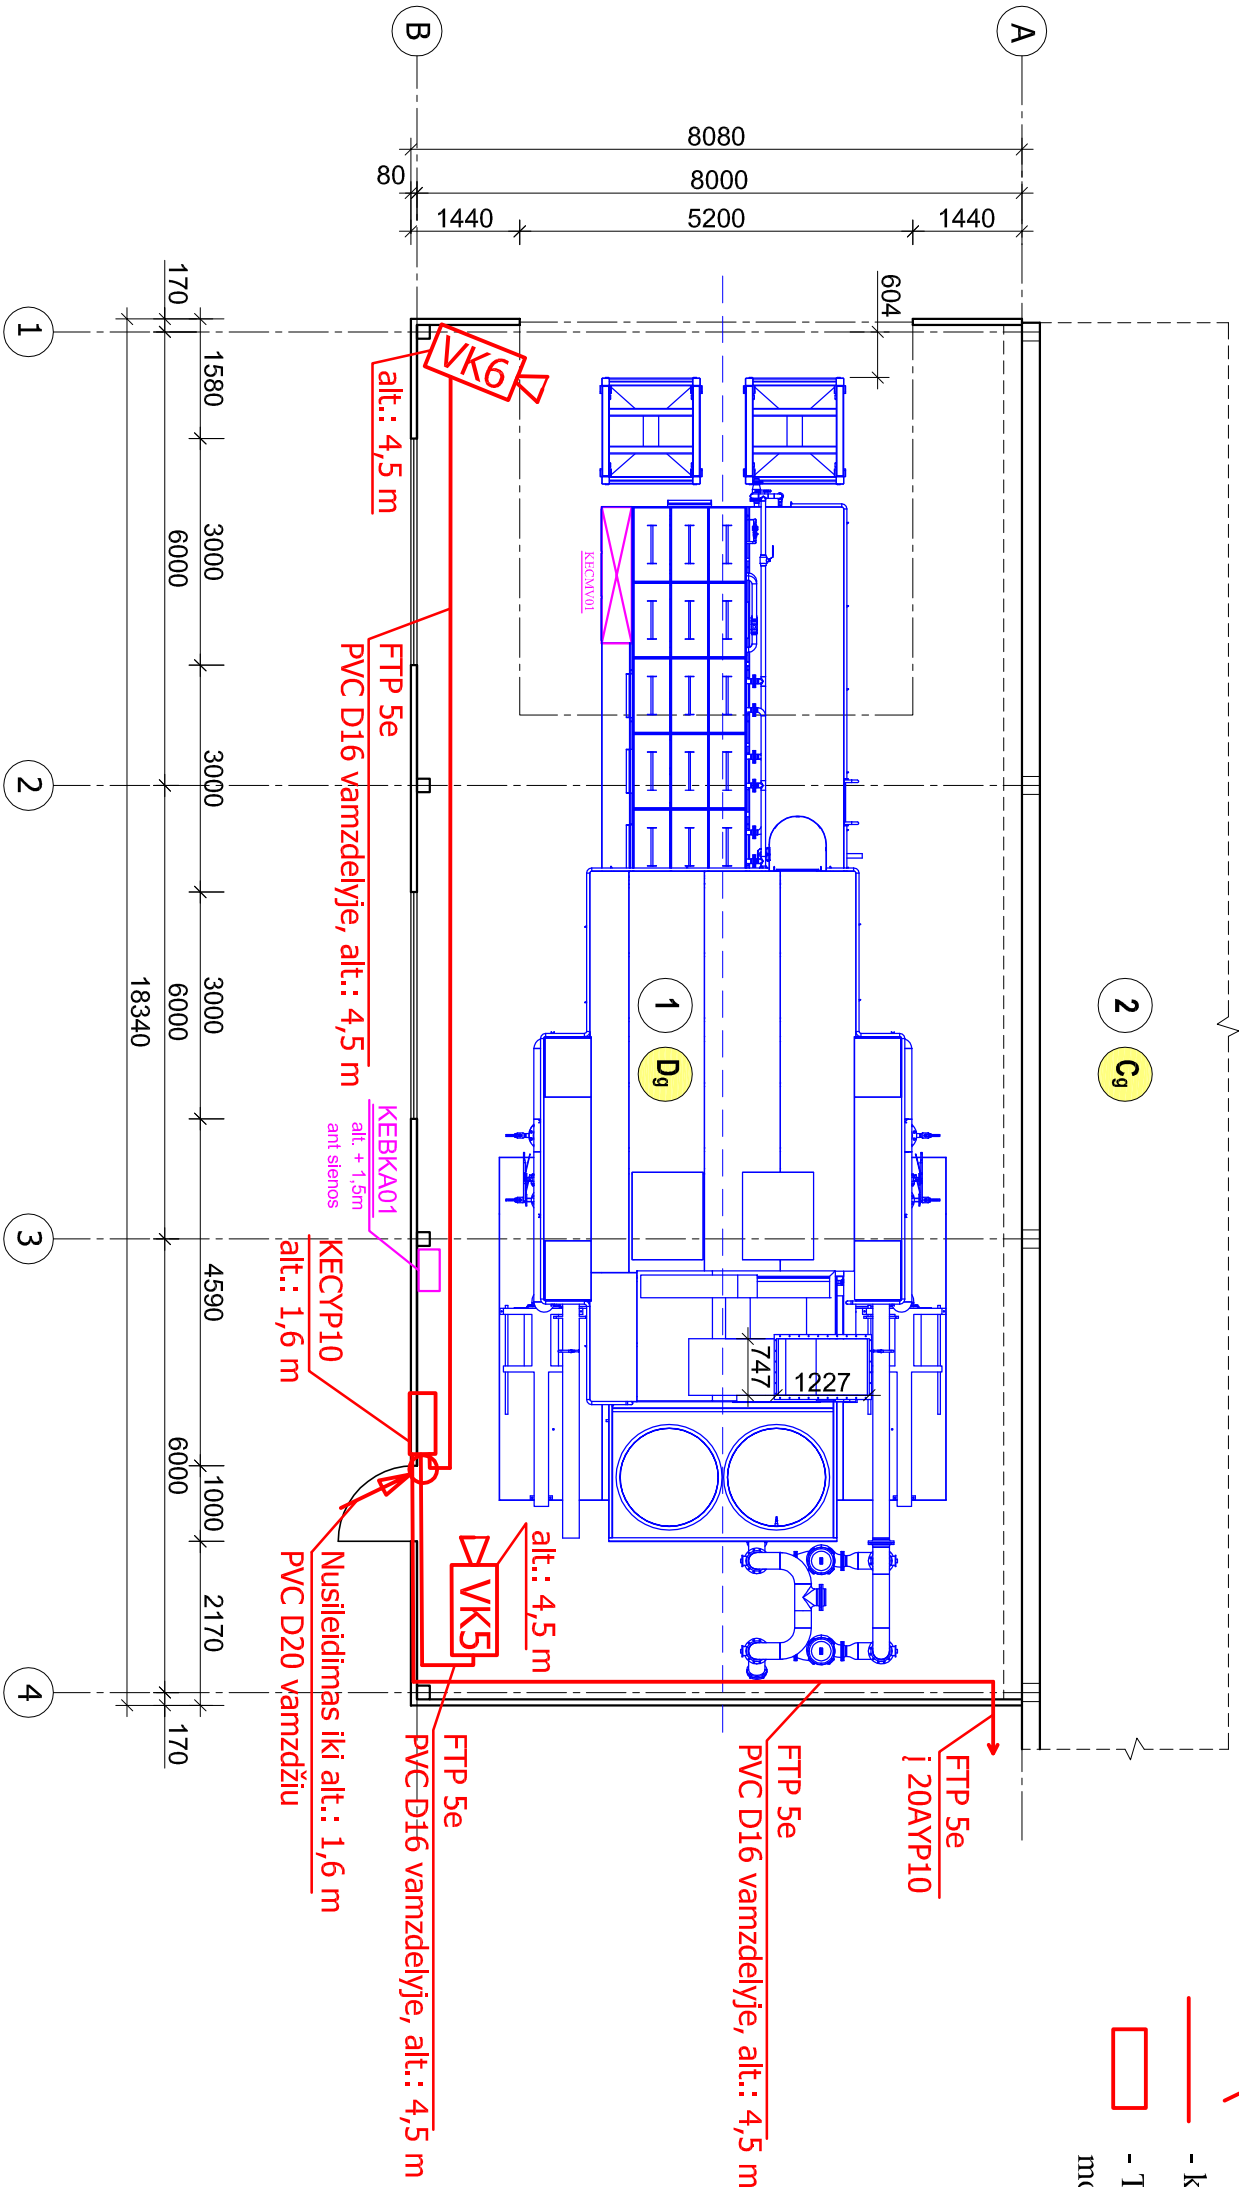 B
A
8080
80
8000
1440
5200
1440
604
170
1580
3000
6000
3000
3000
6000
18340
4590
6000
1000
2170
170
1
2
3
4
VK6
alt.: 4,5 m
KECMV01
FTP 5e
PVC D16 vamzdelyje, alt.: 4,5 m
1
Dg
2
Cg
KEBKA01
alt. + 1,5m
ant sienos
KECYP10
alt.: 1,6 m
747
1227
VK5
alt.: 4,5 m
Nusileidimas iki alt.: 1,6 m
PVC D20 vamzdžiu
FTP 5e
PVC D16 vamzdelyje, alt.: 4,5 m
FTP 5e
PVC D16 vamzdelyje, alt.: 4,5 m
FTP 5e
į 20AYP10
- k
- T